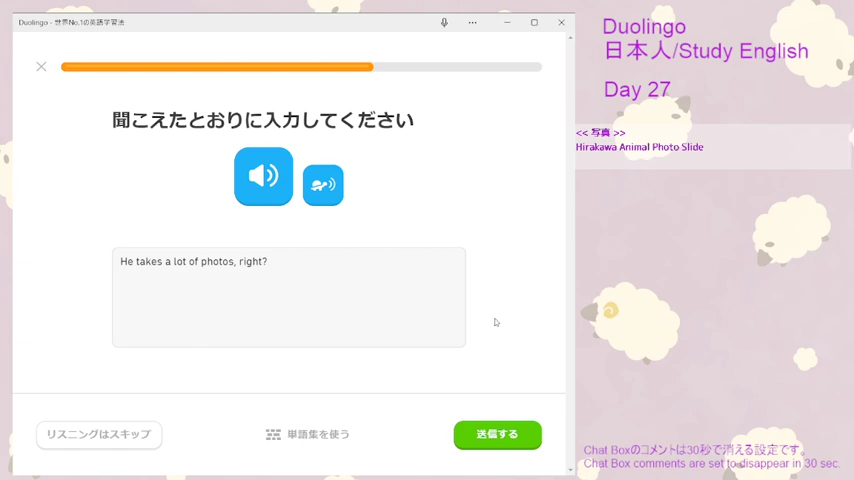 Duolingo - 世界No.1の英語学習法
聞こえたとおりに入力してください
He takes a lot of photos, right?
リスニングはスキップ
単語集を使う
送信する
Duolingo
日本人/Study English
Day 27
<< 写真 >>
Hirakawa Animal Photo Slide
Chat Boxのコメントは30秒で消える設定です
Chat Box comments are set to disappear in 30 sec.